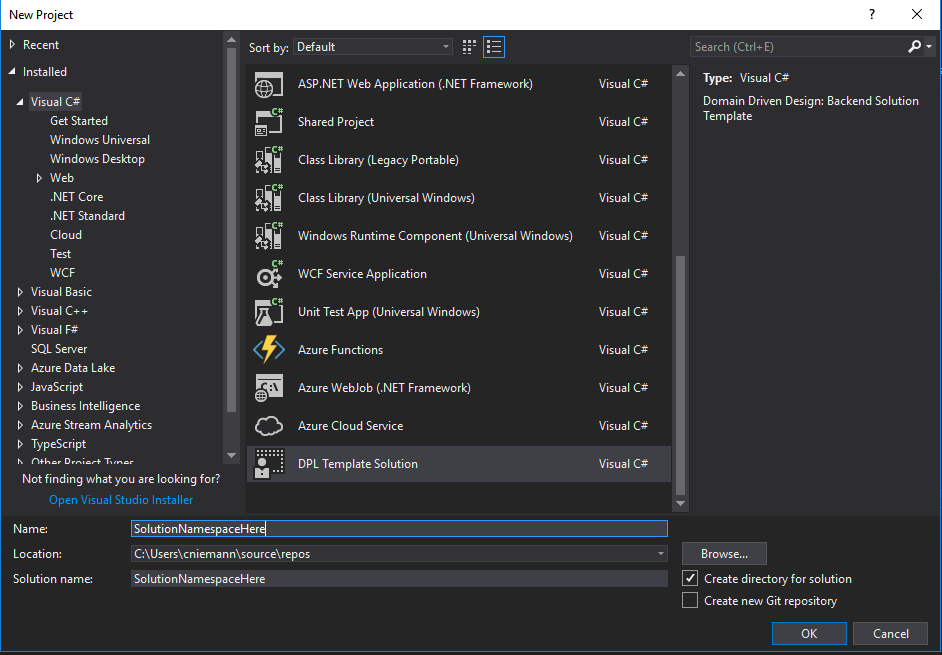 New Project
?
Recent
Installed
Visual C#
Get Started
Windows Universal
Windows Desktop
Web
.NET Core
.NET Standard
Cloud
Test
WCF
Visual Basic
Visual C++
Visual F#
SQL Server
Azure Data Lake
JavaScript
Business Intelligence
Azure Stream Analytics
TypeScript
Other Project Types
Not finding what you are looking for?
Open Visual Studio Installer
Sort by: Default
ASP.NET Web Application (.NET Framework) Visual C#
C# Shared Project Visual C#
C# Class Library (Legacy Portable) Visual C#
C# Class Library (Universal Windows) Visual C#
C# Windows Runtime Component (Universal Windows) Visual C#
C# WCF Service Application Visual C#
C# Unit Test App (Universal Windows) Visual C#
Azure Functions Visual C#
C:\ Azure WebJob (.NET Framework) Visual C#
Azure Cloud Service Visual C#
DPL Template Solution Visual C#
Search (Ctrl+E)
Type: Visual C#
Domain Driven Design: Backend Solution
Template
Name: SolutionNamespaceHere
Location: C:\Users\cniemann\source\repos
Browse...
Solution name: SolutionNamespaceHere
Create directory for solution
Create new Git repository
OK
Cancel